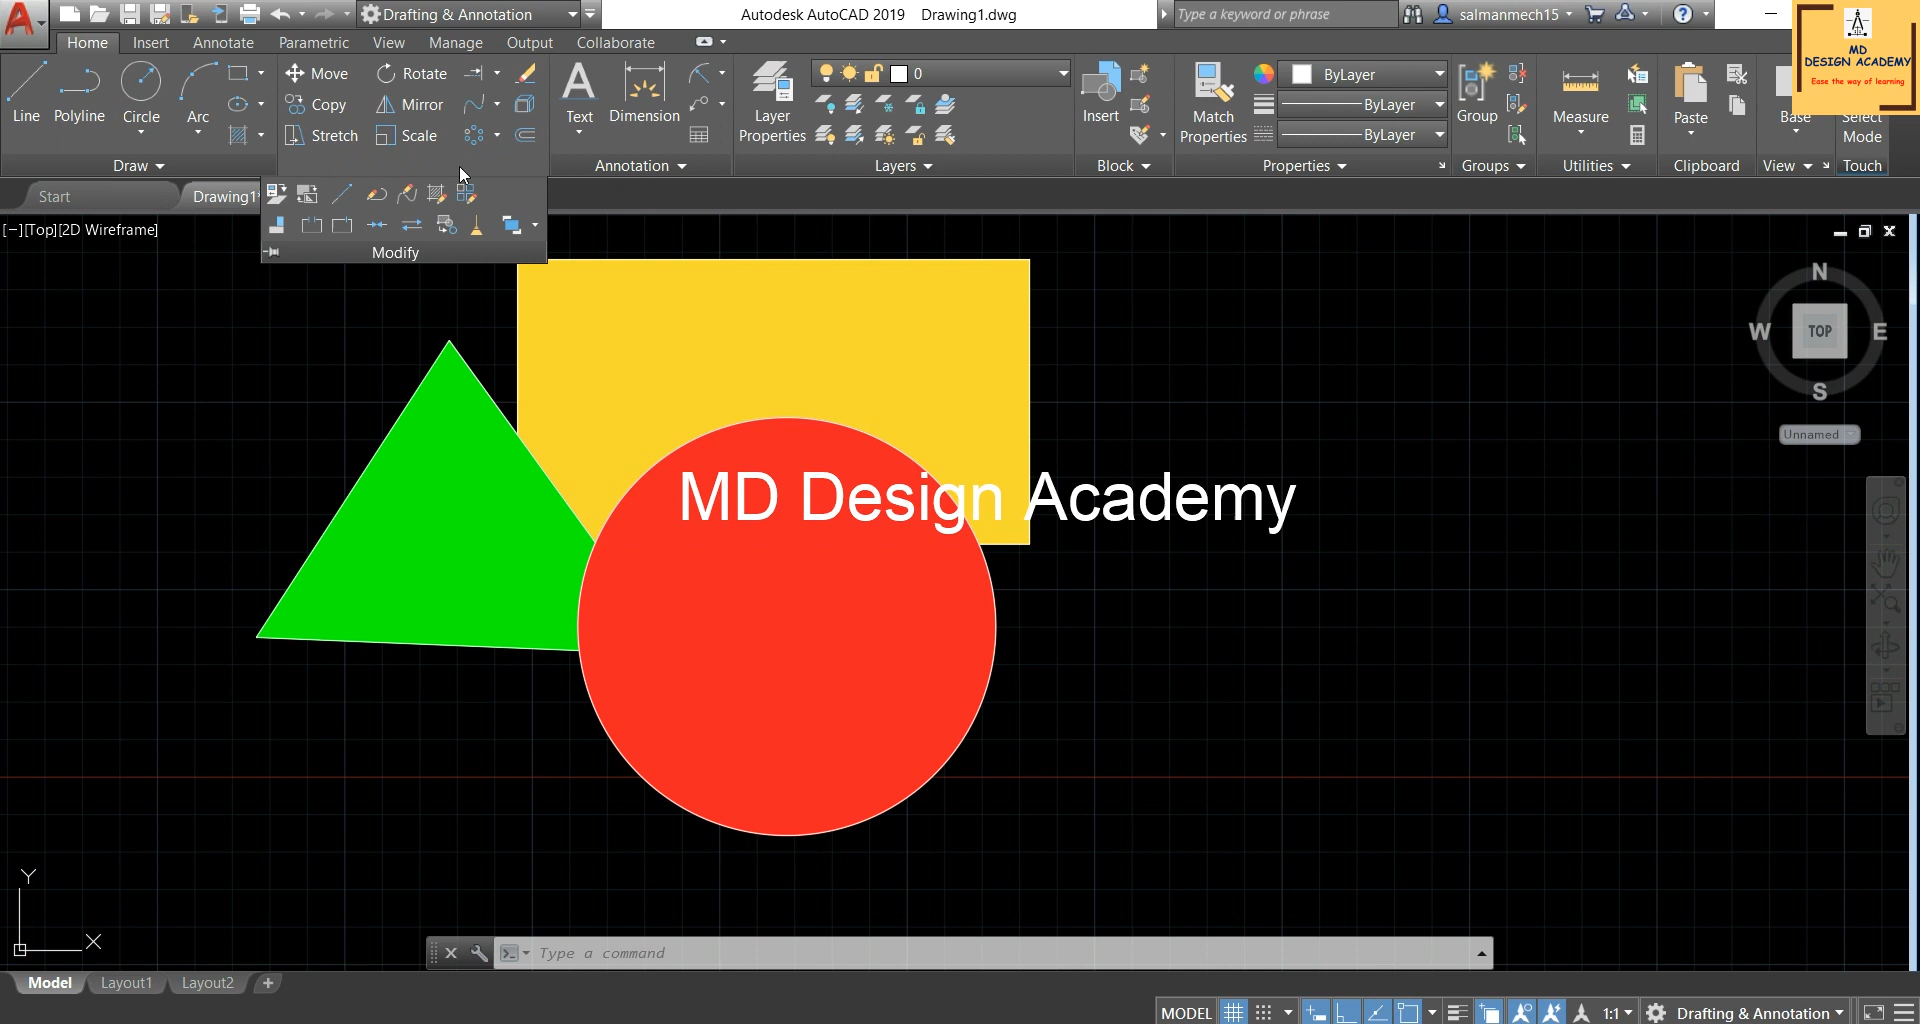 Drafting & Annotation
Autodesk AutoCAD 2019 Drawing1.dwg
Type a keyword or phrase
salmanmech15
MD
DESIGN ACADEMY
Ease the way of learning
Home Insert Annotate Parametric View Manage Output Collaborate
Line Polyline Circle Arc
Draw
Move Rotate
Copy Mirror
Stretch Scale
Text Dimension
Annotation
Layer
Properties
0
Layers
Insert
Block
Match
Properties
ByLayer
ByLayer
ByLayer
Properties
Group
Groups
Measure
Utilities
Paste
Clipboard
Base
View
Select
Mode
Touch
Start Drawing1*
Modify
[−][Top][2D Wireframe]
N
W TOP E
S
Unnamed
MD Design Academy
Y
X
Type a command
Model Layout1 Layout2 +
MODEL 1:1 Drafting & Annotation